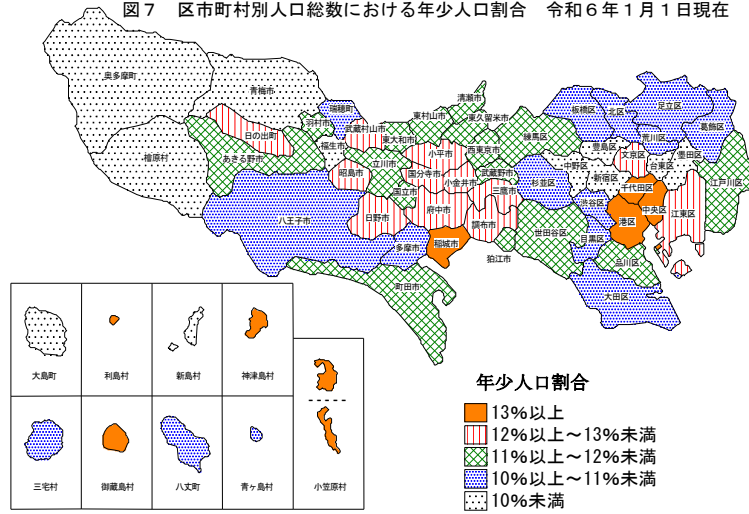 図７　区市町村別人口総数における年少人口割合　令和６年１月１日現在
奥多摩町
青梅市
瑞穂町
清瀬市
板橋区
北区
足立区
羽村市
武蔵村山市
東村山市
東久留米市
練馬区
荒川区
葛飾区
日の出町
福生市
東大和市
小平市
西東京市
豊島区
文京区
台東区
墨田区
檜原村
あきる野市
昭島市
立川市
国分寺市
小金井市
武蔵野市
中野区
新宿区
千代田区
江戸川区
国立市
三鷹市
杉並区
渋谷区
中央区
江東区
八王子市
日野市
府中市
調布市
港区
多摩市
稲城市
狛江市
世田谷区
目黒区
品川区
町田市
大田区
大島町
利島村
新島村
神津島村
三宅村
御蔵島村
八丈町
青ヶ島村
小笠原村
年少人口割合
13％以上
12％以上～13％未満
11％以上～12％未満
10％以上～11％未満
10％未満